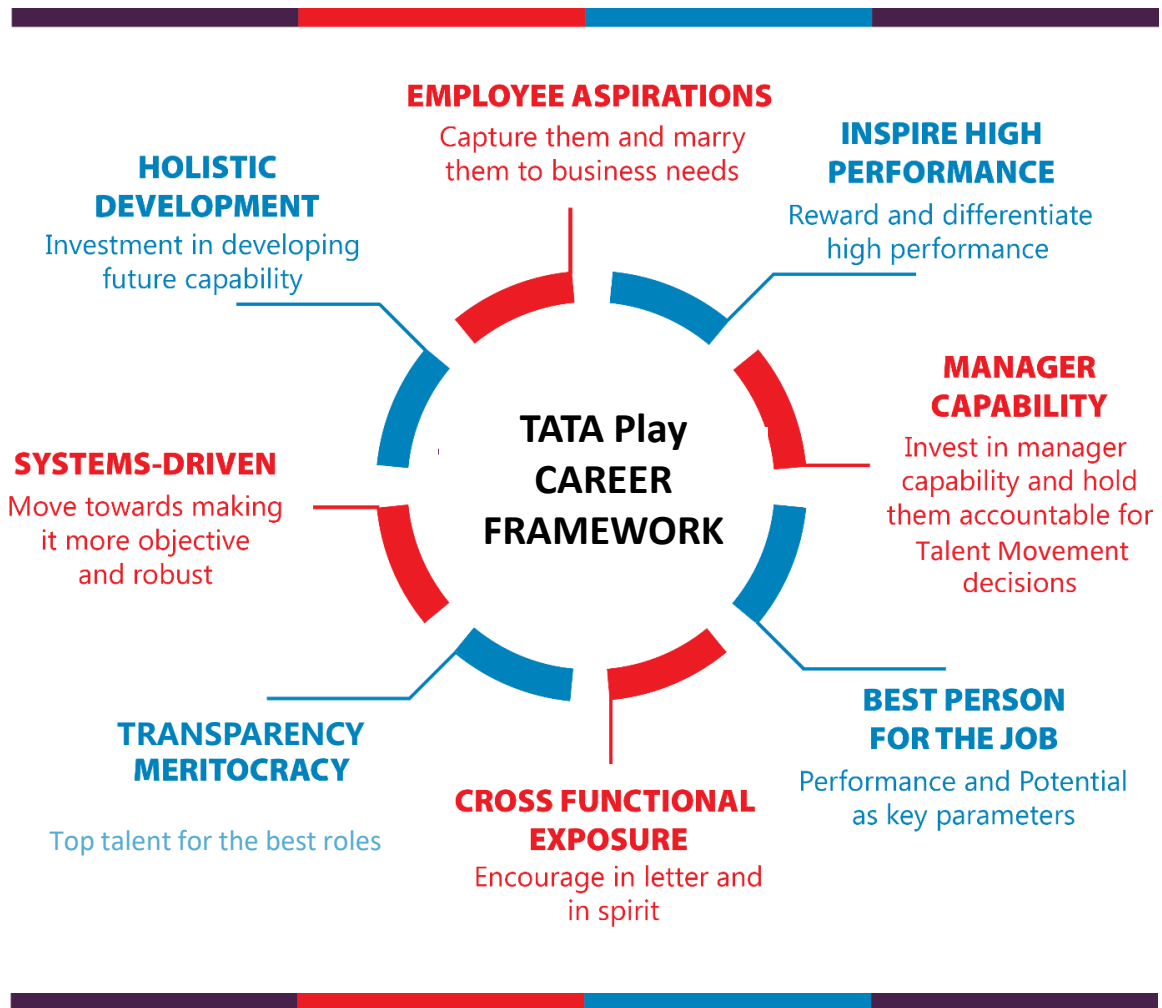 EMPLOYEE ASPIRATIONS
Capture them and marry
them to business needs
INSPIRE HIGH
PERFORMANCE
Reward and differentiate
high performance
HOLISTIC
DEVELOPMENT
Investment in developing
future capability
MANAGER
CAPABILITY
Invest in manager
capability and hold
them accountable for
Talent Movement
decisions
TATA Play
CAREER
FRAMEWORK
SYSTEMS-DRIVEN
Move towards making
it more objective
and robust
BEST PERSON
FOR THE JOB
Performance and Potential
as key parameters
TRANSPARENCY
MERITOCRACY
Top talent for the best roles
CROSS FUNCTIONAL
EXPOSURE
Encourage in letter and
in spirit